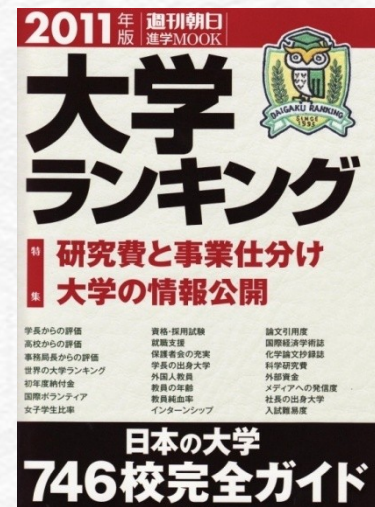 2011年版 週刊朝日進学MOOK
DAIGAKU RANKING
SINCE
1995
大学
ランキング
特集
研究費と事業仕分け
大学の情報公開
学長からの評価
高校からの評価
事務局長からの評価
世界の大学ランキング
初年度納付金
国際ボランティア
女子学生比率
資格・採用試験
就職支援
保護者会の充実
学長の出身大学
外国人教員
教員の年齢
教員純血率
インターンシップ
論文引用度
国際経済学術誌
化学論文抄録誌
科学研究費
外部資金
メディアへの発信度
社長の出身大学
入試難易度
日本の大学
746校完全ガイド